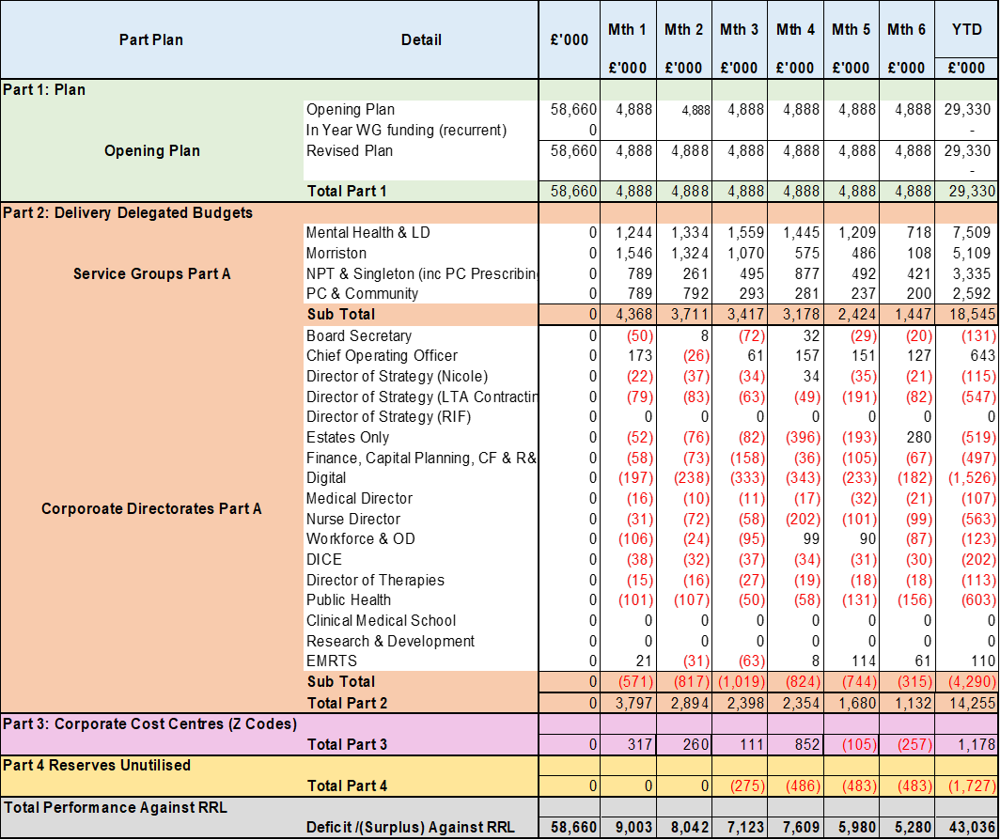 Part Plan Detail £'000 Mth 1 Mth 2 Mth 3 Mth 4 Mth 5 Mth 6 YTD
£'000 £'000 £'000 £'000 £'000 £'000 £'000
Part 1: Plan
Opening Plan 58,660 4,888 4,888 4,888 4,888 4,888 4,888 29,330
In Year WG funding (recurrent) 0 -
Opening Plan Revised Plan 58,660 4,888 4,888 4,888 4,888 4,888 4,888 29,330
-
Total Part 1 58,660 4,888 4,888 4,888 4,888 4,888 4,888 29,330
Part 2: Delivery Delegated Budgets
Mental Health & LD 0 1,244 1,334 1,559 1,445 1,209 718 7,509
Morriston 0 1,546 1,324 1,070 575 486 108 5,109
Service Groups Part A NPT & Singleton (inc PC Prescribing 0 789 261 495 877 492 421 3,335
PC & Community 0 789 792 293 281 237 200 2,592
Sub Total 0 4,368 3,711 3,417 3,178 2,424 1,447 18,545
Board Secretary 0 (50) 8 (72) 32 (29) (20) (131)
Chief Operating Officer 0 173 (26) 61 157 151 127 643
Director of Strategy (Nicole) 0 (22) (37) (34) 34 (35) (21) (115)
Director of Strategy (LTA Contractin 0 (79) (83) (63) (49) (191) (82) (547)
Director of Strategy (RIF) 0 0 0 0 0 0 0 0
Estates Only 0 (52) (76) (82) (396) (193) 280 (519)
Finance, Capital Planning, CF & R& 0 (58) (73) (158) (36) (105) (67) (497)
Digital 0 (197) (238) (333) (343) (233) (182) (1,526)
Medical Director 0 (16) (10) (11) (17) (32) (21) (107)
Corporoate Directorates Part A Nurse Director 0 (31) (72) (58) (202) (101) (99) (563)
Workforce & OD 0 (106) (24) (95) 99 90 (87) (123)
DICE 0 (38) (32) (37) (34) (31) (30) (202)
Director of Therapies 0 (15) (16) (27) (19) (18) (18) (113)
Public Health 0 (101) (107) (50) (58) (131) (156) (603)
Clinical Medical School 0 0 0 0 0 0 0 0
Research & Development 0 0 0 0 0 0 0 0
EMRTS 0 21 (31) (63) 8 114 61 110
Sub Total 0 (571) (817) (1,019) (824) (744) (315) (4,290)
Total Part 2 0 3,797 2,894 2,398 2,354 1,680 1,132 14,255
Part 3: Corporate Cost Centres (Z Codes)
Total Part 3 0 317 260 111 852 (105) (257) 1,178
Part 4 Reserves Unutilised
Total Part 4 0 0 0 (275) (486) (483) (483) (1,727)
Total Performance Against RRL
Deficit /(Surplus) Against RRL 58,660 9,003 8,042 7,123 7,609 5,980 5,280 43,036